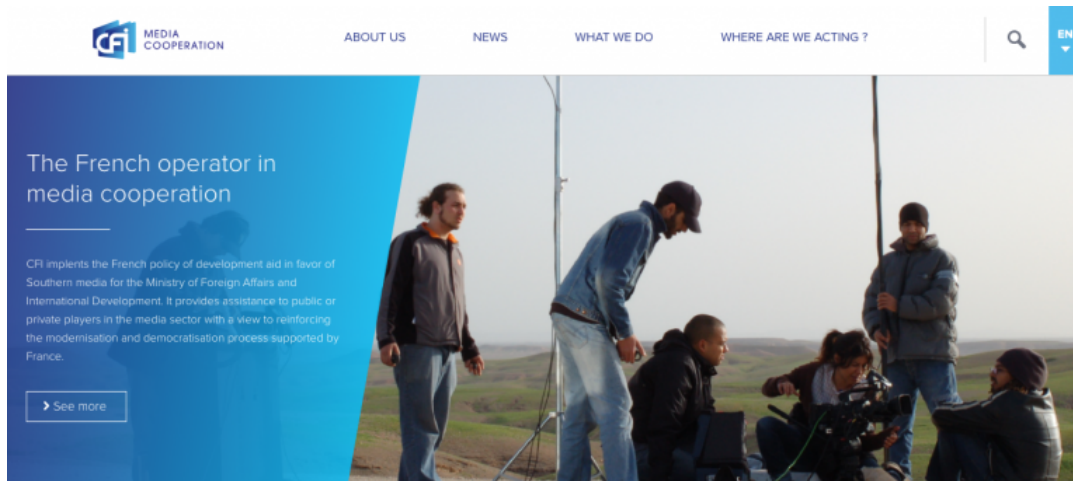 CFI MEDIA
COOPERATION
ABOUT US
NEWS
WHAT WE DO
WHERE ARE WE ACTING ?
EN
The French operator in
media cooperation
CFI implents the French policy of development aid in favor of
Southern media for the Ministry of Foreign Affairs and
International Development. It provides assistance to public or
private players in the media sector with a view to reinforcing
the modernisation and democratisation process supported by
France.
See more